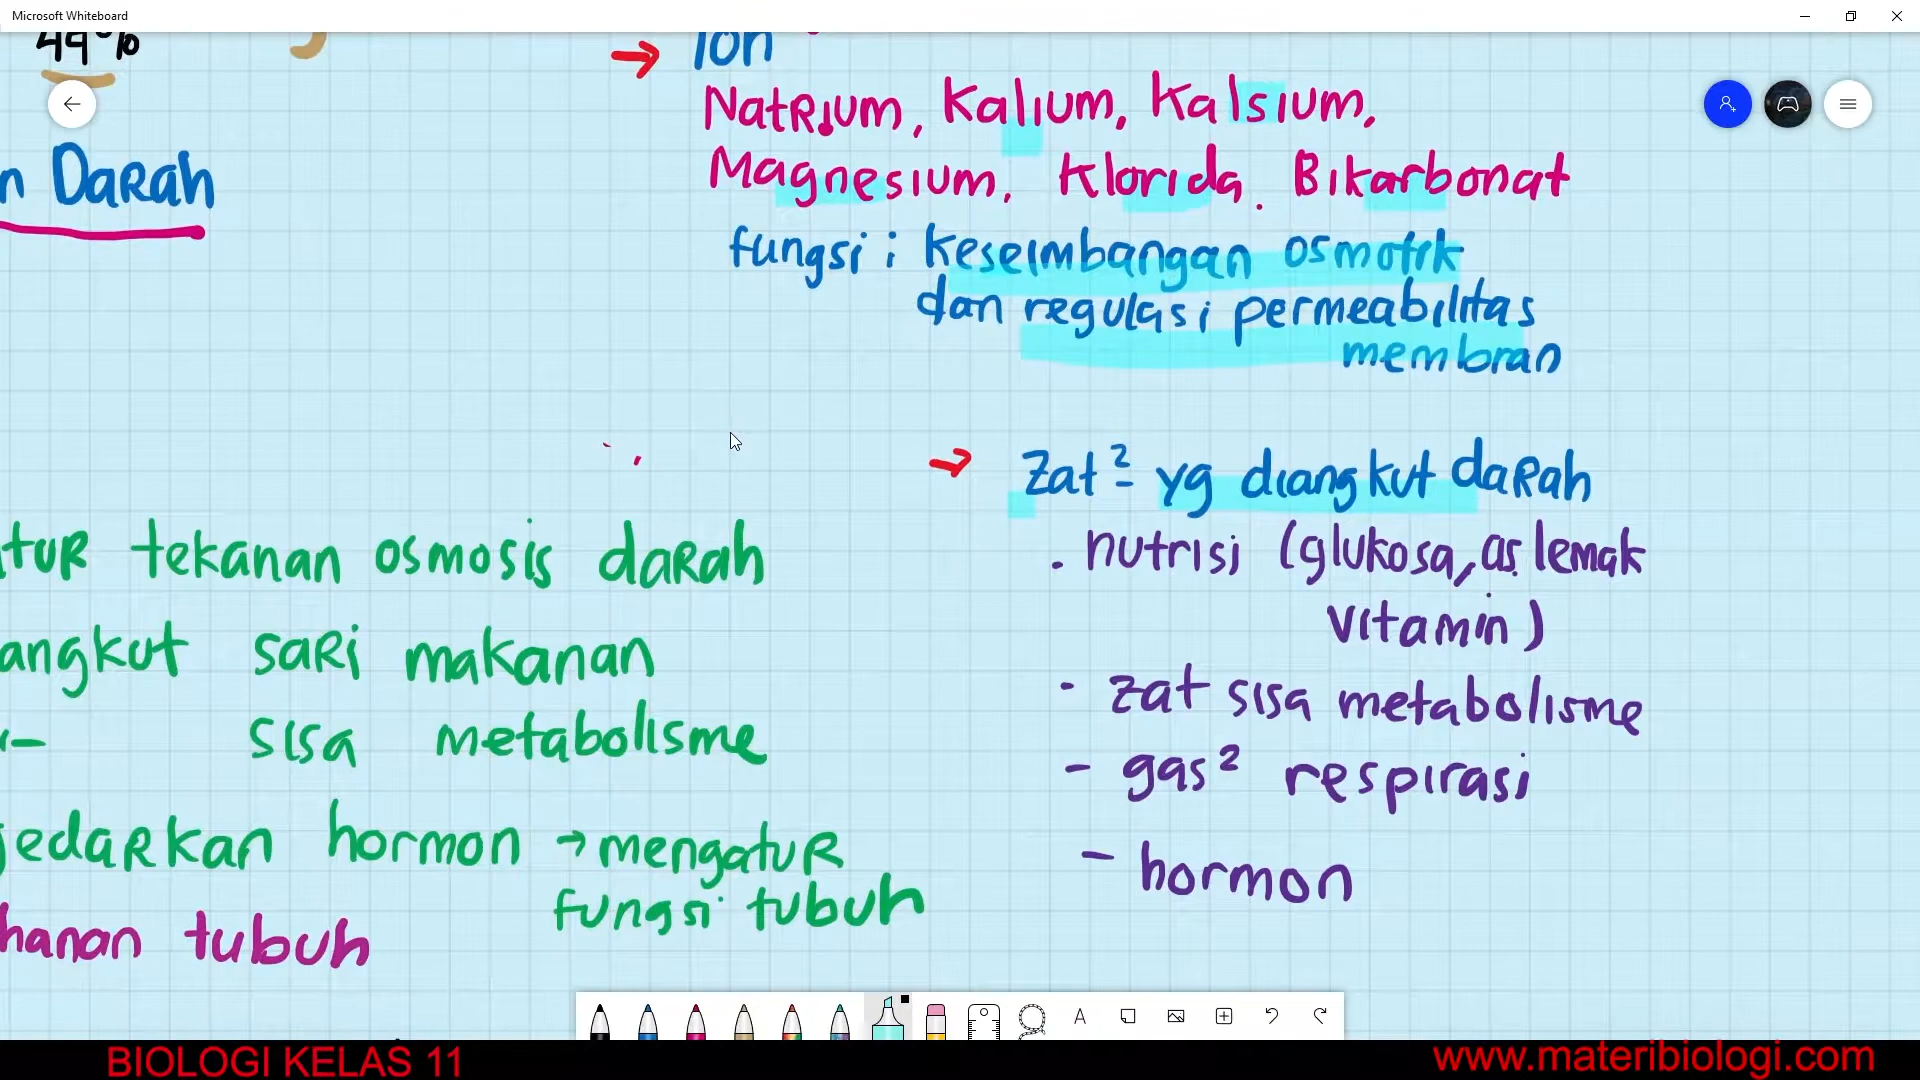 Microsoft Whiteboard
Ion
Natrium, Kalium, Kalsium,
Magnesium, Klorida. Bikarbonat
fungsi : keseimbangan osmotik
dan regulasi permeabilitas
membran
n Darah
Zat² yg diangkut darah
. nutrisi (glukosa, as. lemak
vitamin)
- zat sisa metabolisme
- gas² respirasi
- hormon
tur tekanan osmosis darah
angkut sari makanan
sisa metabolisme
edarkan hormon → mengatur
fungsi tubuh
hanan tubuh
BIOLOGI KELAS 11
www.materibiologi.com